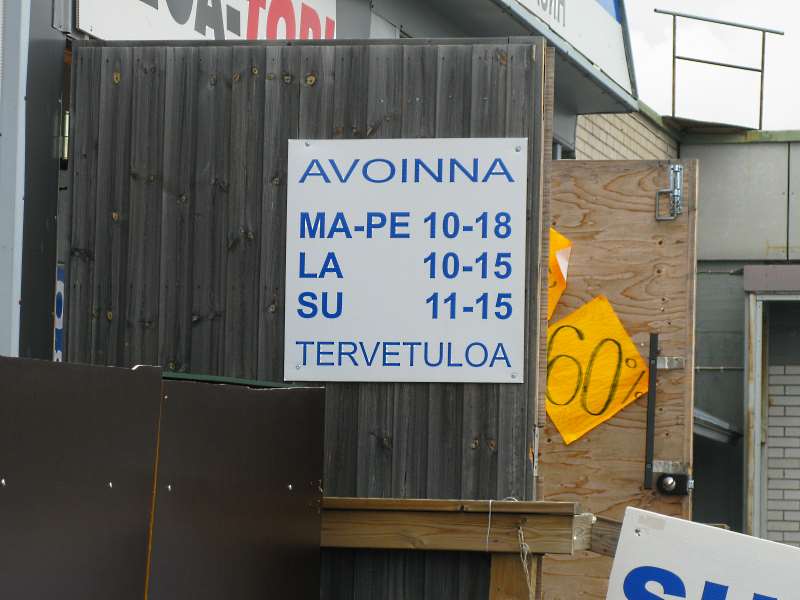 AVOINNA
MA-PE 10-18
LA 10-15
SU 11-15
TERVETULOA
60%